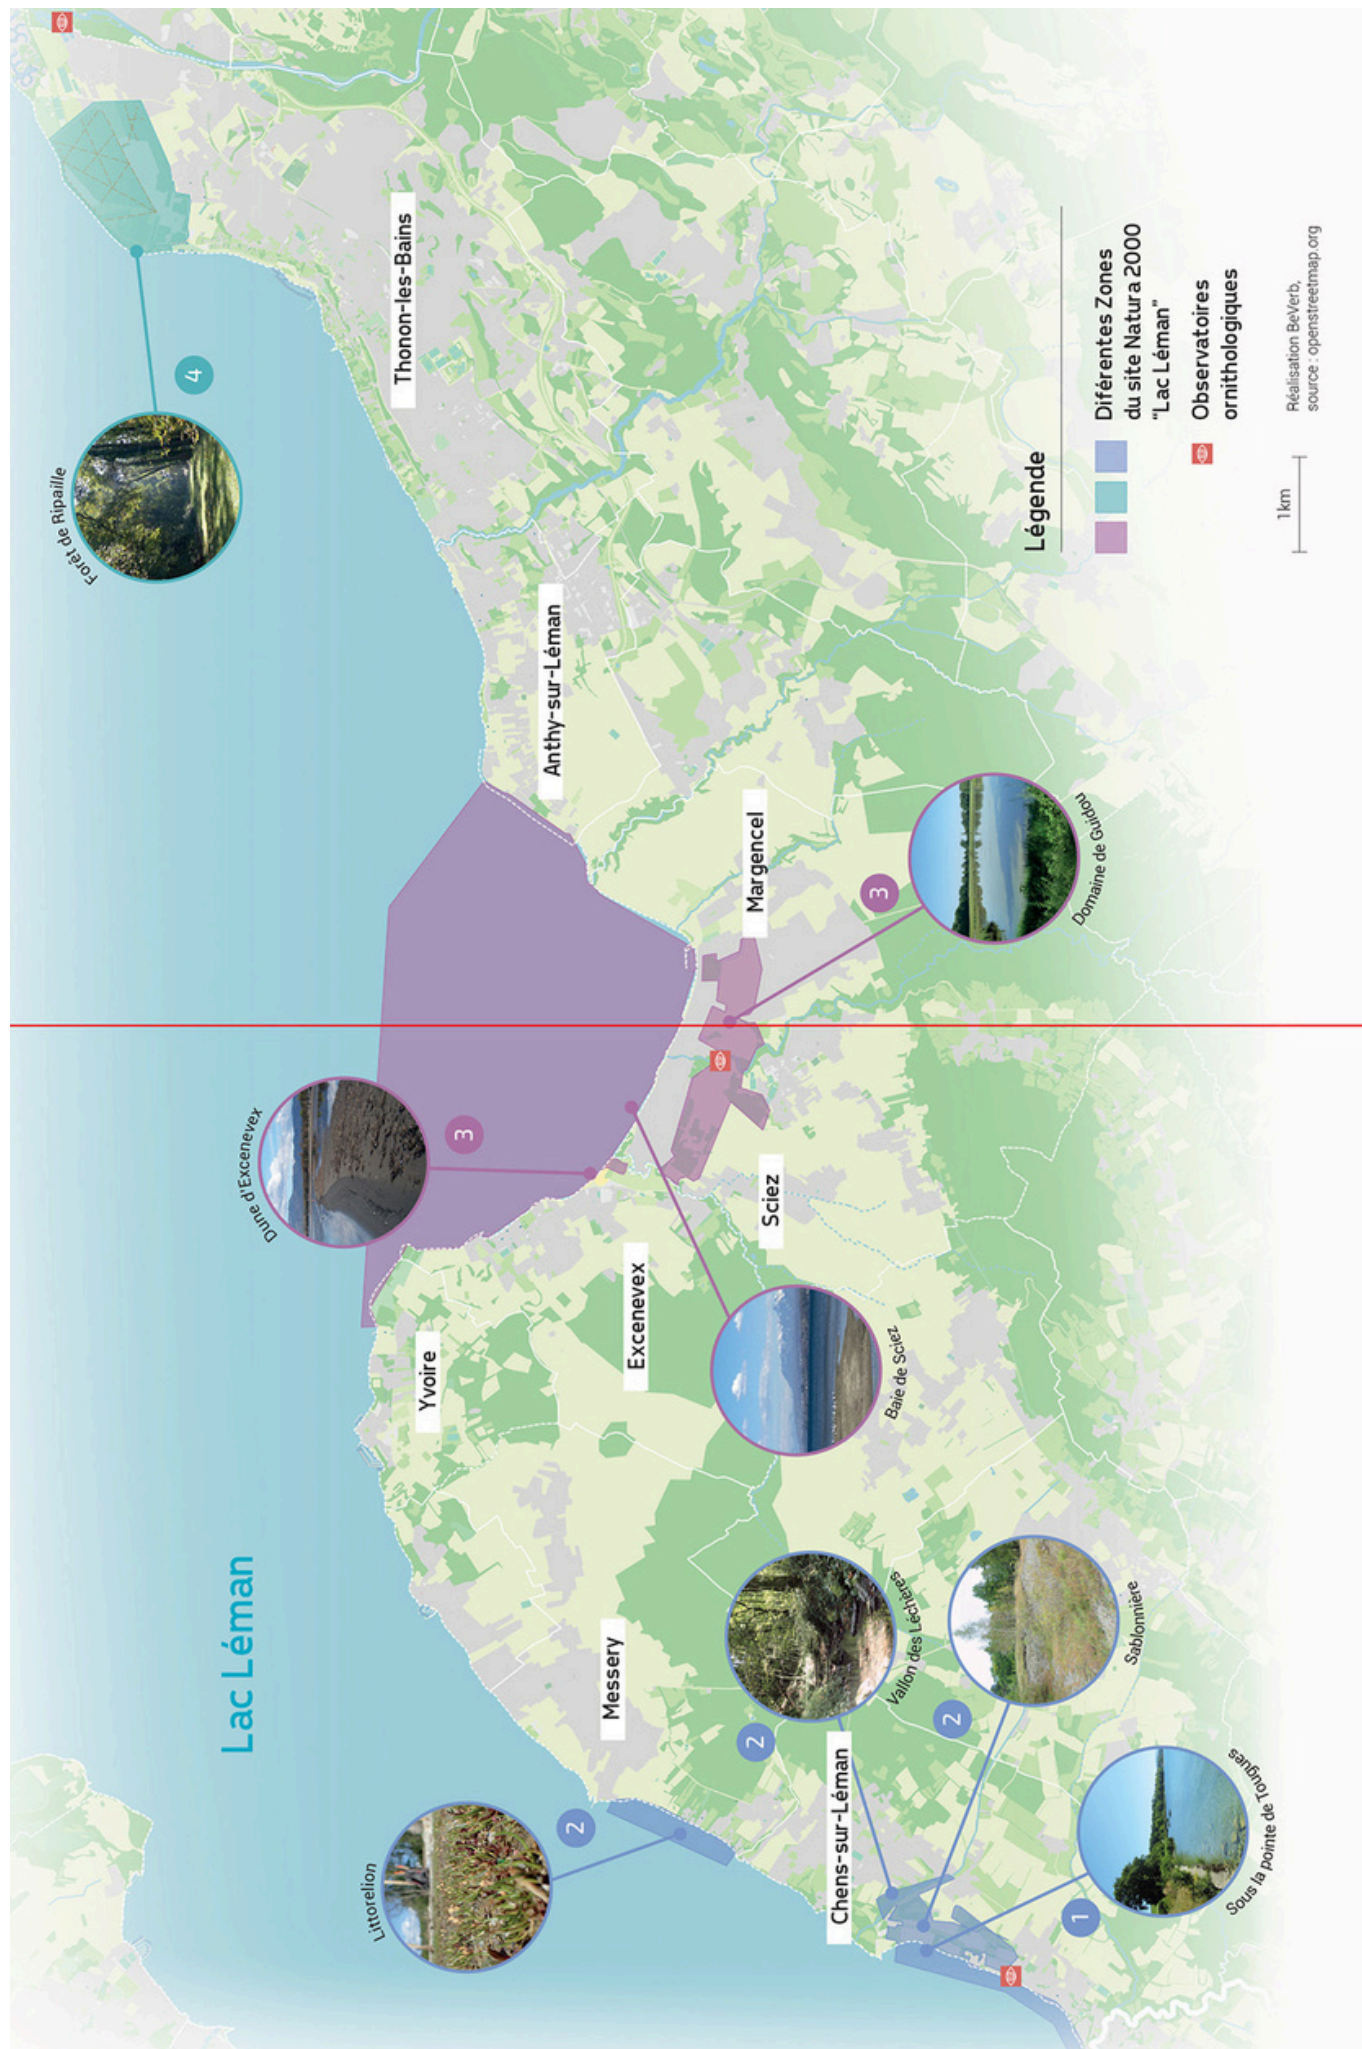 Lac Léman
Forêt de Ripaille
4
Thonon-les-Bains
Anthy-sur-Léman
Margencel
3
Domaine de Guidou
Dune d'Excenevex
3
Sciez
Excenevex
Baie de Sciez
Yvoire
Messery
Littorelion
2
Vallon des Léchères
2
Sablonnière
2
Chens-sur-Léman
Sous la pointe de Tougues
1
Légende
Diférentes Zones
du site Natura 2000
"Lac Léman"
Observatoires
ornithologiques
1km
Réalisation BeVerb,
source : openstreetmap.org